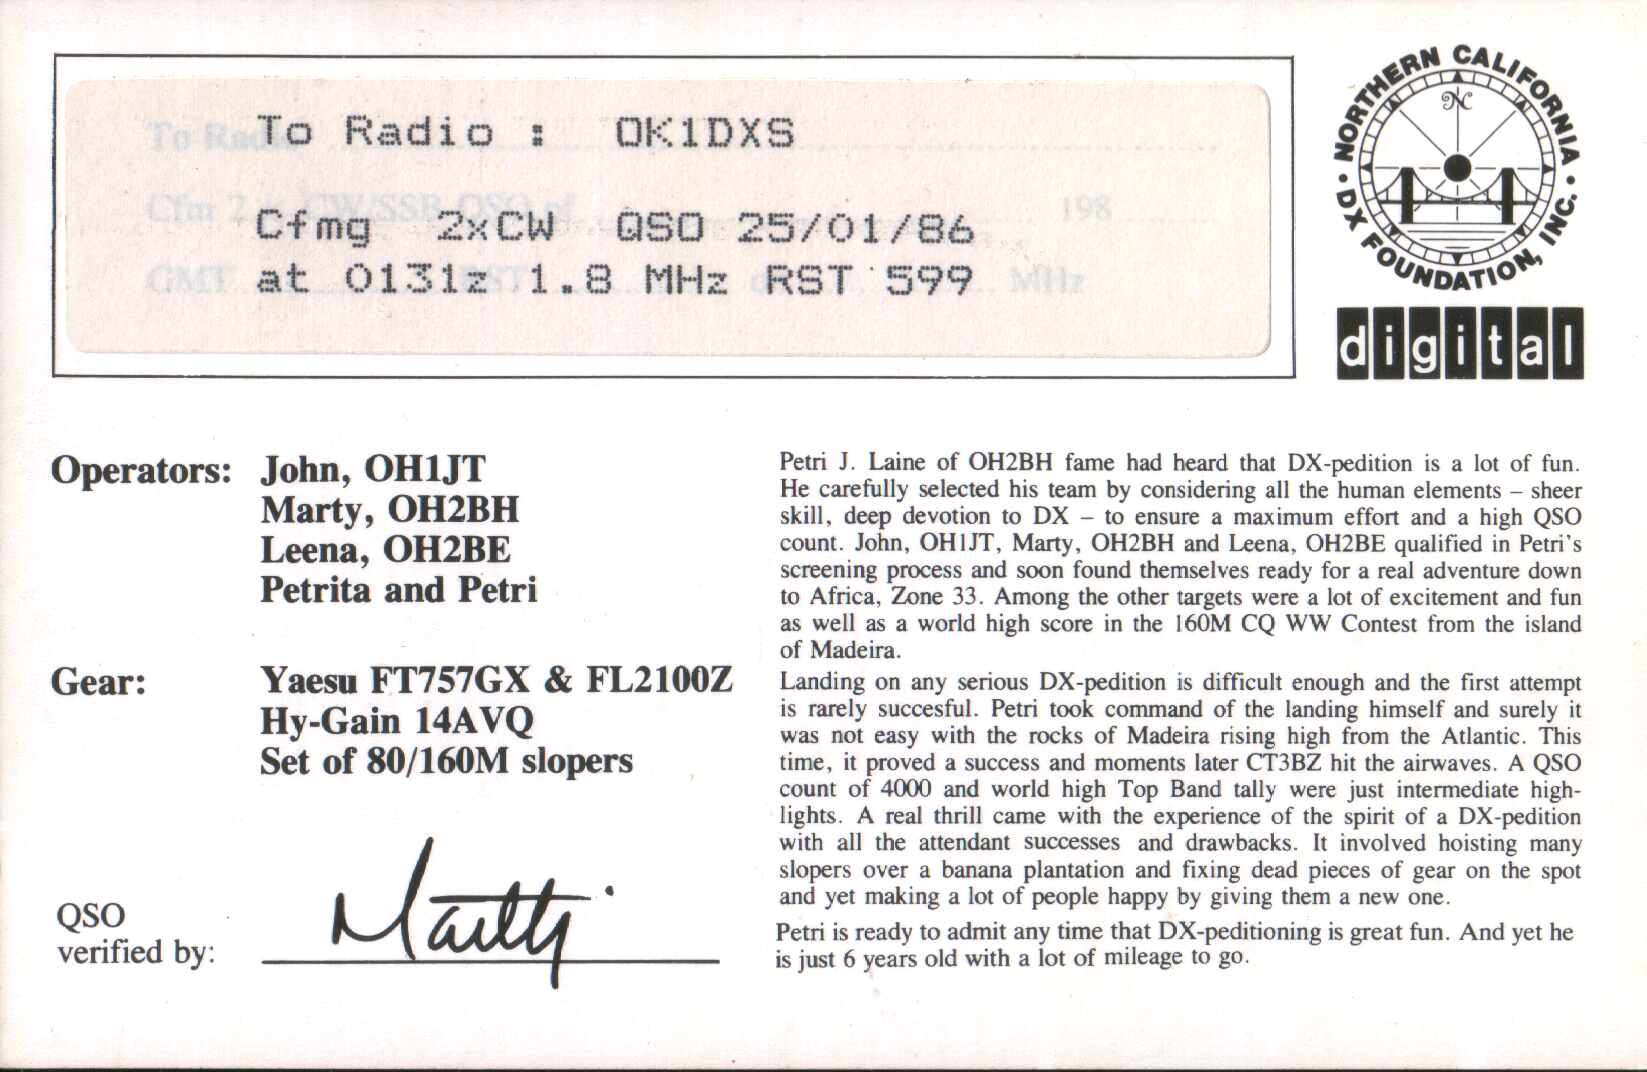 To Radio : OK1DXS
Cfmg 2xCW QSO 25/01/86
at 0131z 1.8 MHz RST 599
To Radio
Cfm 2 x CW/SSB QSO of 198
GMT RST MHz
NORTHERN CALIFORNIA
· DX FOUNDATION, INC. ·
N
digital
Operators: John, OH1JT
Marty, OH2BH
Leena, OH2BE
Petrita and Petri
Gear: Yaesu FT757GX & FL2100Z
Hy-Gain 14AVQ
Set of 80/160M slopers
QSO
verified by:
Martti
Petri J. Laine of OH2BH fame had heard that DX-pedition is a lot of fun.
He carefully selected his team by considering all the human elements – sheer
skill, deep devotion to DX – to ensure a maximum effort and a high QSO
count. John, OH1JT, Marty, OH2BH and Leena, OH2BE qualified in Petri's
screening process and soon found themselves ready for a real adventure down
to Africa, Zone 33. Among the other targets were a lot of excitement and fun
as well as a world high score in the 160M CQ WW Contest from the island
of Madeira.
Landing on any serious DX-pedition is difficult enough and the first attempt
is rarely succesful. Petri took command of the landing himself and surely it
was not easy with the rocks of Madeira rising high from the Atlantic. This
time, it proved a success and moments later CT3BZ hit the airwaves. A QSO
count of 4000 and world high Top Band tally were just intermediate high-
lights. A real thrill came with the experience of the spirit of a DX-pedition
with all the attendant successes and drawbacks. It involved hoisting many
slopers over a banana plantation and fixing dead pieces of gear on the spot
and yet making a lot of people happy by giving them a new one.
Petri is ready to admit any time that DX-peditioning is great fun. And yet he
is just 6 years old with a lot of mileage to go.